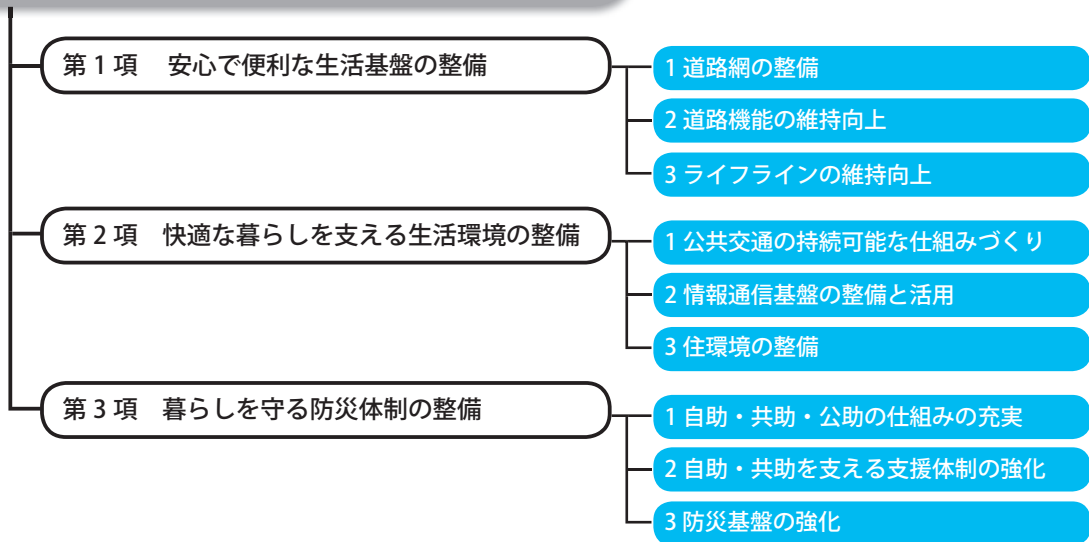 第1項　安心で便利な生活基盤の整備
1 道路網の整備
2 道路機能の維持向上
3 ライフラインの維持向上
第2項　快適な暮らしを支える生活環境の整備
1 公共交通の持続可能な仕組みづくり
2 情報通信基盤の整備と活用
3 住環境の整備
第3項　暮らしを守る防災体制の整備
1 自助・共助・公助の仕組みの充実
2 自助・共助を支える支援体制の強化
3 防災基盤の強化